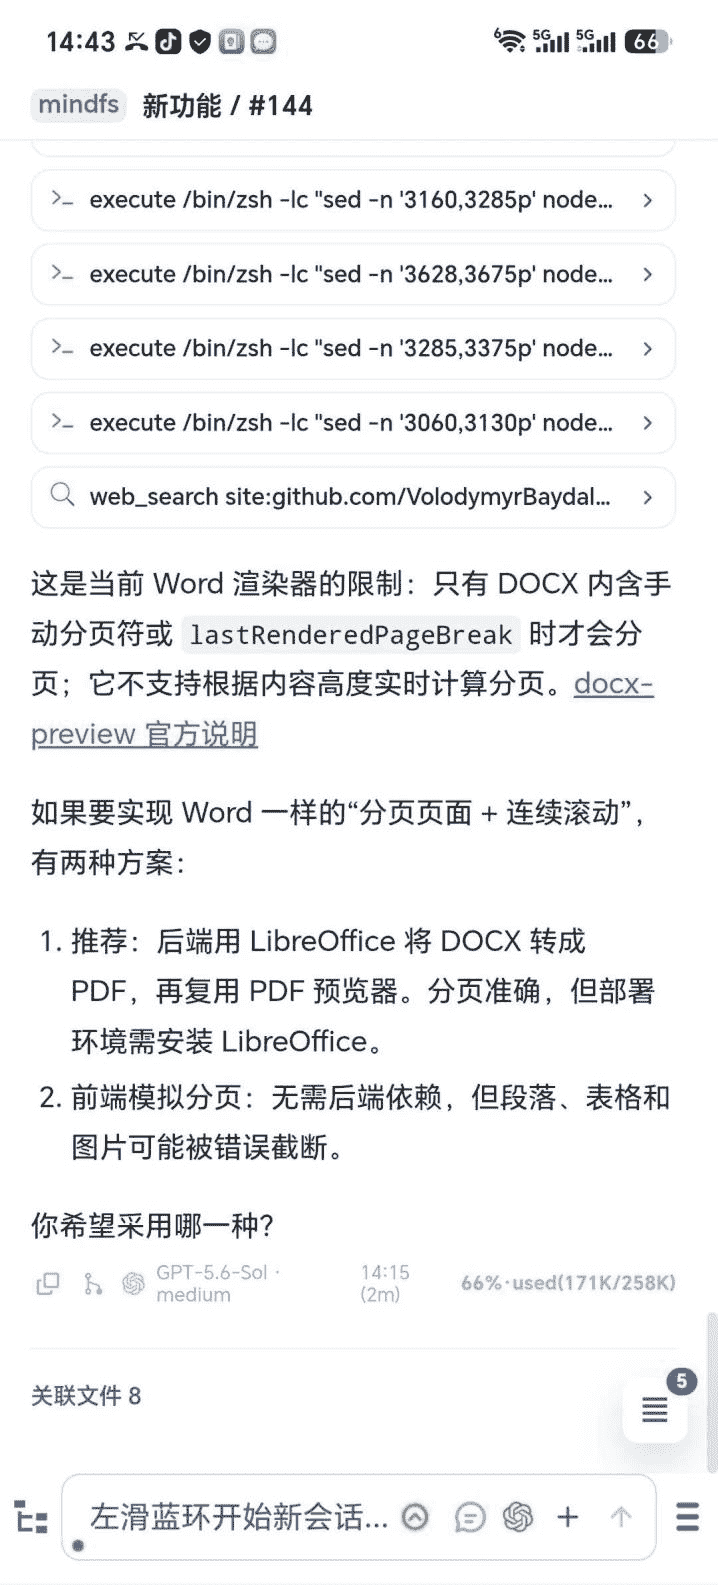 14:43
6
5G
5G
66
mindfs 新功能 / #144
execute /bin/zsh -lc "sed -n '3160,3285p' node...
execute /bin/zsh -lc "sed -n '3628,3675p' node...
execute /bin/zsh -lc "sed -n '3285,3375p' node...
execute /bin/zsh -lc "sed -n '3060,3130p' node...
web_search site:github.com/VolodymyrBaydal...
这是当前 Word 渲染器的限制：只有 DOCX 内含手
动分页符或 lastRenderedPageBreak 时才会分
页；它不支持根据内容高度实时计算分页。docx-
preview 官方说明
如果要实现 Word 一样的“分页页面 + 连续滚动”，
有两种方案：
1. 推荐：后端用 LibreOffice 将 DOCX 转成
PDF，再复用 PDF 预览器。分页准确，但部署
环境需安装 LibreOffice。
2. 前端模拟分页：无需后端依赖，但段落、表格和
图片可能被错误截断。
你希望采用哪一种？
GPT-5.6-Sol ·
medium
14:15
(2m)
66%·used(171K/258K)
关联文件 8
5
左滑蓝环开始新会话...